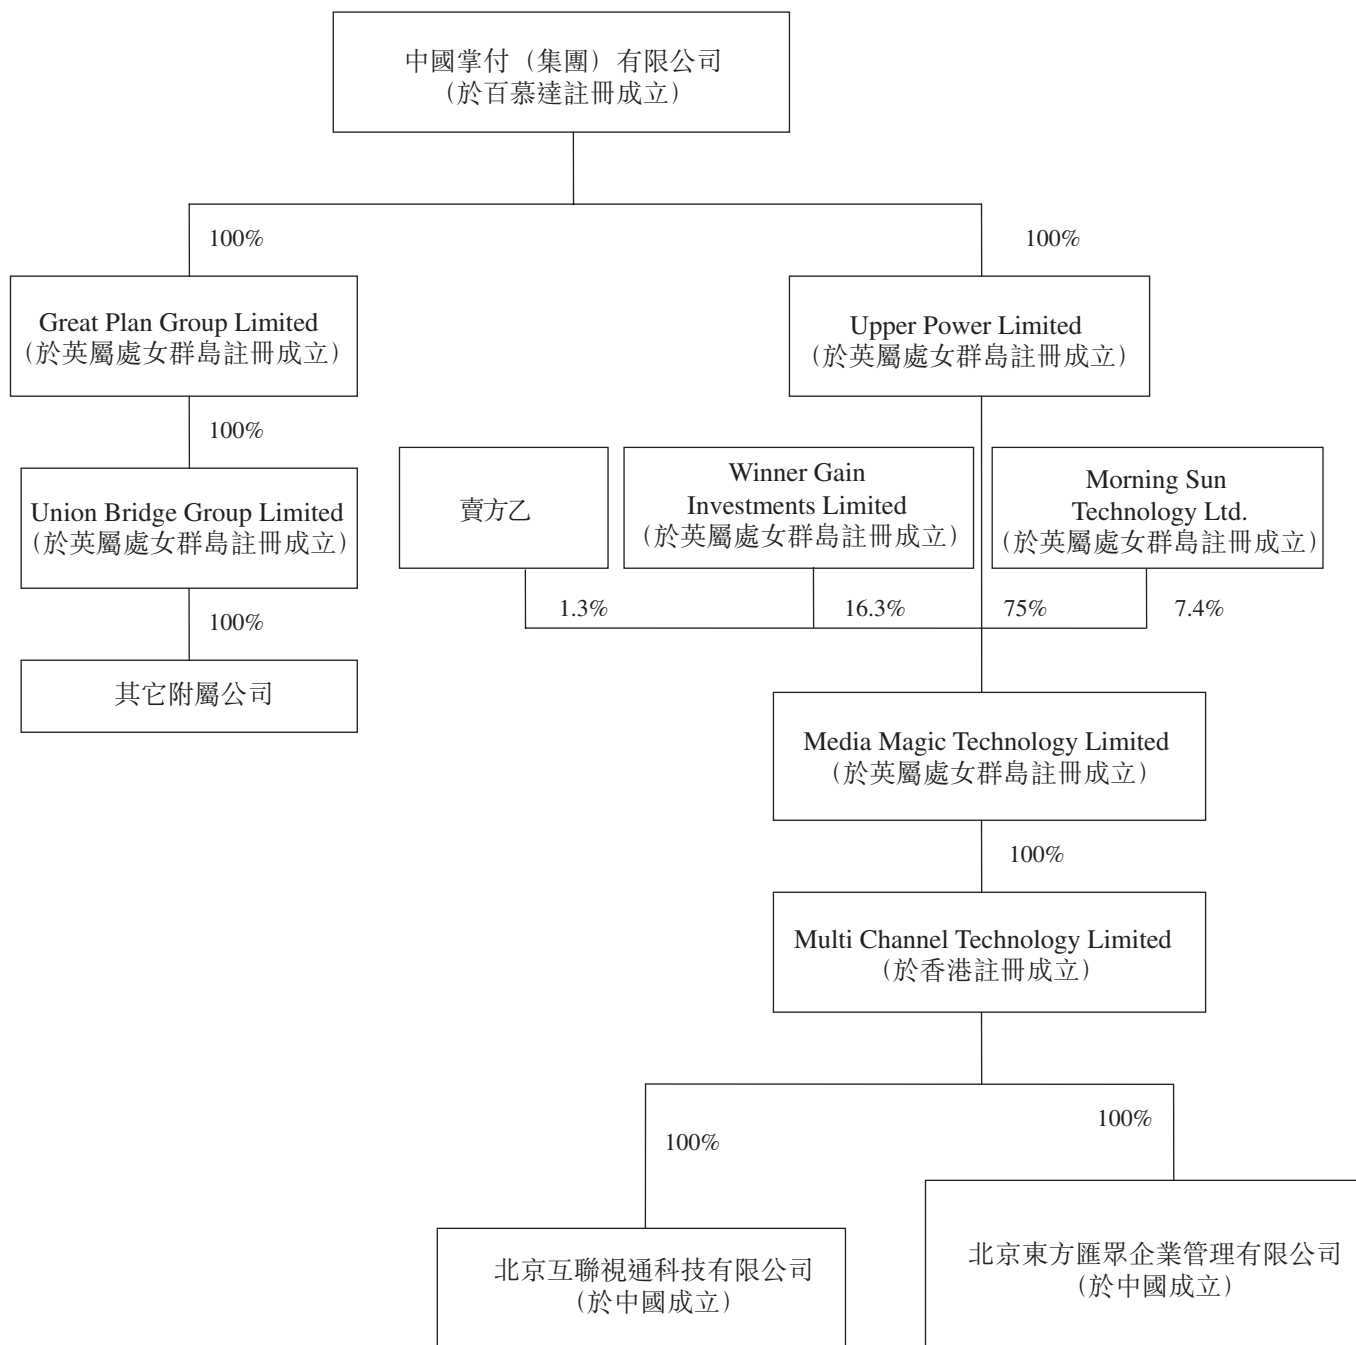 中國掌付（集團）有限公司
（於百慕達註冊成立）
100%
100%
Great Plan Group Limited
（於英屬處女群島註冊成立）
Upper Power Limited
（於英屬處女群島註冊成立）
100%
Union Bridge Group Limited
（於英屬處女群島註冊成立）
賣方乙
Winner Gain
Investments Limited
（於英屬處女群島註冊成立）
Morning Sun
Technology Ltd.
（於英屬處女群島註冊成立）
100%
1.3%
16.3%
75%
7.4%
其它附屬公司
Media Magic Technology Limited
（於英屬處女群島註冊成立）
100%
Multi Channel Technology Limited
（於香港註冊成立）
100%
100%
北京互聯視通科技有限公司
（於中國成立）
北京東方匯眾企業管理有限公司
（於中國成立）